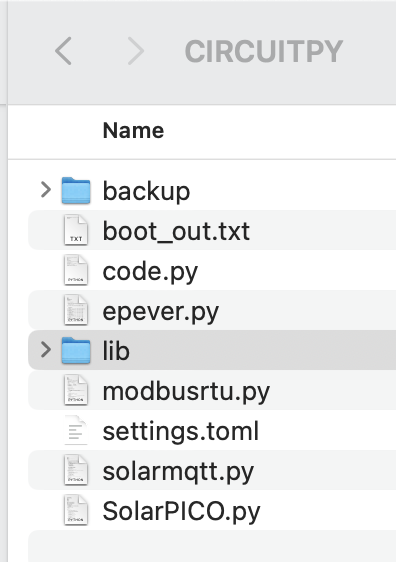 CIRCUITPY
Name
backup
TXT
boot_out.txt
PYTHON
code.py
PYTHON
epever.py
lib
PYTHON
modbusrtu.py
settings.toml
PYTHON
solarmqtt.py
PYTHON
SolarPICO.py